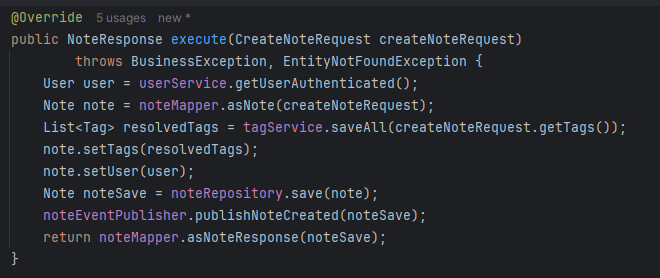 @Override 5 usages new *
public NoteResponse execute(CreateNoteRequest createNoteRequest)
throws BusinessException, EntityNotFoundException {
User user = userService.getUserAuthenticated();
Note note = noteMapper.asNote(createNoteRequest);
List<Tag> resolvedTags = tagService.saveAll(createNoteRequest.getTags());
note.setTags(resolvedTags);
note.setUser(user);
Note noteSave = noteRepository.save(note);
noteEventPublisher.publishNoteCreated(noteSave);
return noteMapper.asNoteResponse(noteSave);
}